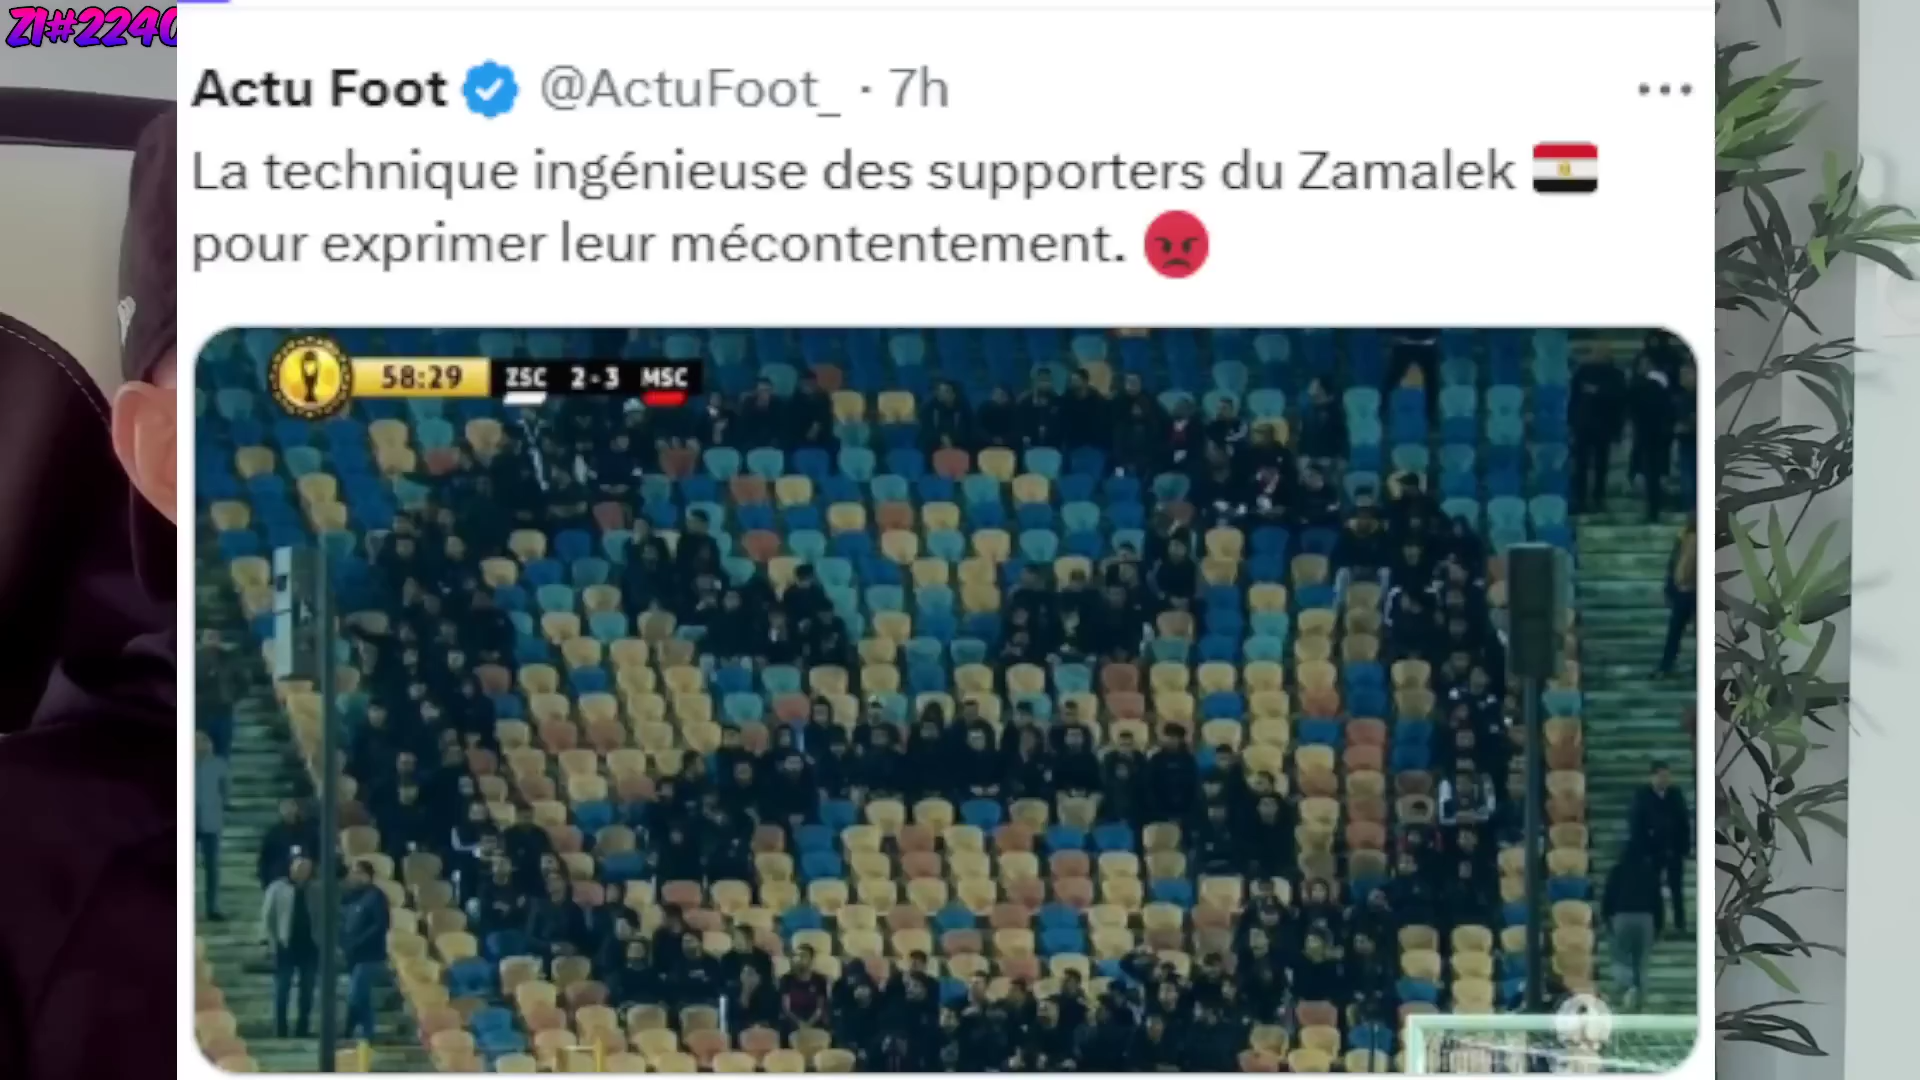 ZI#2240
Actu Foot @ActuFoot_ · 7h
La technique ingénieuse des supporters du Zamalek
pour exprimer leur mécontentement.
58:29 ZSC 2-3 MSC